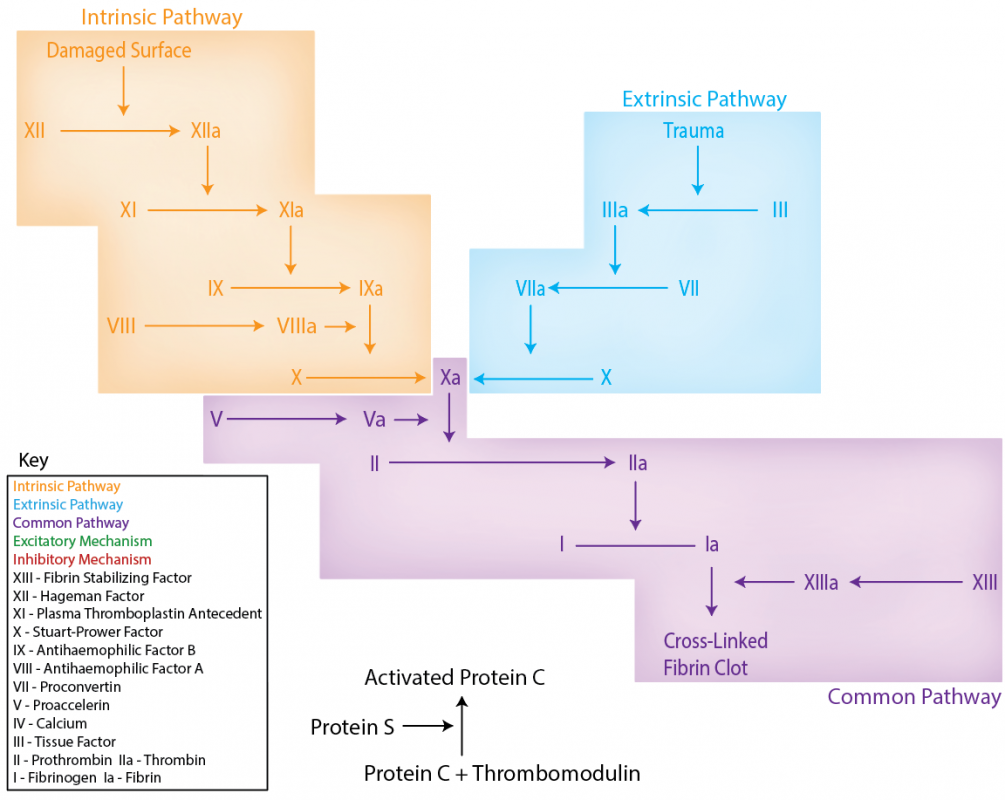 Intrinsic Pathway
Damaged Surface
XII
XIIa
XI
XIa
IX
IXa
VIII
VIIIa
X
Extrinsic Pathway
Trauma
IIIa
III
VIIa
VII
X
Xa
V
Va
II
IIa
I
Ia
XIIIa
XIII
Cross-Linked
Fibrin Clot
Common Pathway
Key
Intrinsic Pathway
Extrinsic Pathway
Common Pathway
Excitatory Mechanism
Inhibitory Mechanism
XIII - Fibrin Stabilizing Factor
XII - Hageman Factor
XI - Plasma Thromboplastin Antecedent
X - Stuart-Prower Factor
IX - Antihaemophilic Factor B
VIII - Antihaemophilic Factor A
VII - Proconvertin
V - Proaccelerin
IV - Calcium
III - Tissue Factor
II - Prothrombin IIa - Thrombin
I - Fibrinogen Ia - Fibrin
Activated Protein C
Protein S
Protein C + Thrombomodulin